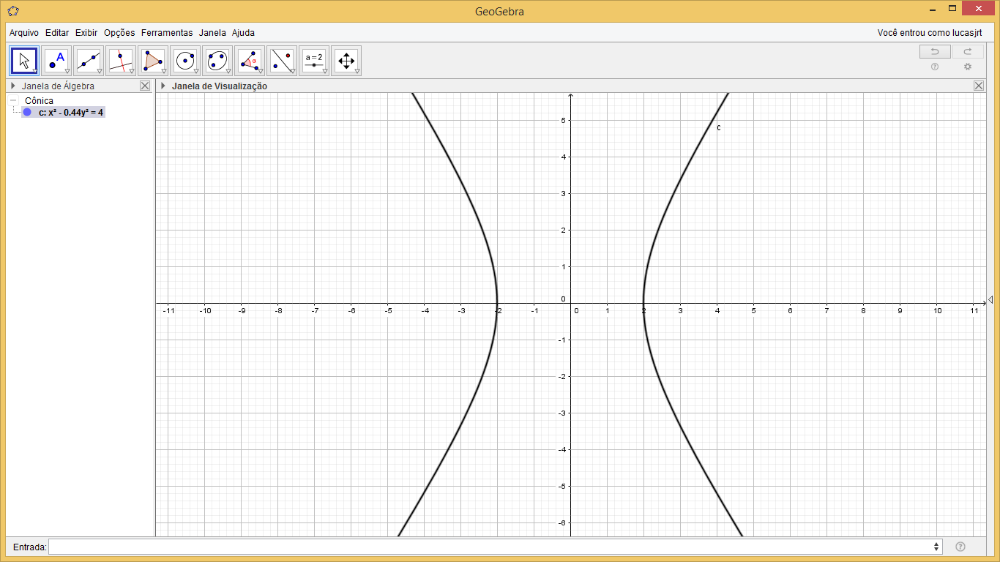 GeoGebra
Arquivo Editar Exibir Opções Ferramentas Janela Ajuda Você entrou como lucasjrt
A α a=2
Janela de Álgebra Janela de Visualização
Cônica
c: x² - 0.44y² = 4
5
c
4
3
2
1
0
-11 -10 -9 -8 -7 -6 -5 -4 -3 -2 -1 0 1 2 3 4 5 6 7 8 9 10 11
-1
-2
-3
-4
-5
-6
Entrada: